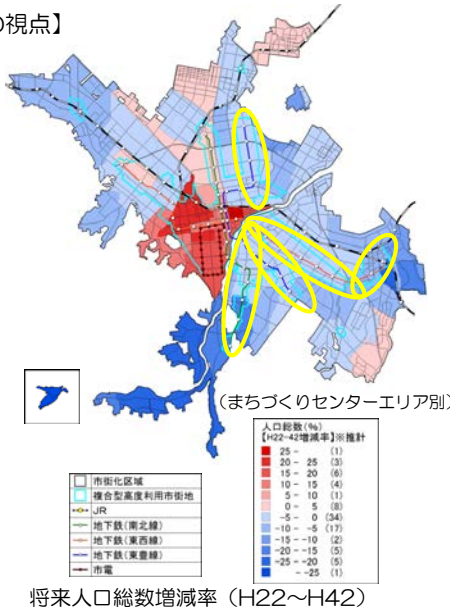 の視点】
(まちづくりセンターエリア別)
人口総数(%)
【H22-42増減率】※推計
25 - (1)
20 - 25 (3)
15 - 20 (6)
10 - 15 (4)
5 - 10 (1)
0 - 5 (8)
-5 - 0 (34)
-10 - -5 (17)
-15 - -10 (2)
-20 - -15 (5)
-25 - -20 (5)
- -25 (1)
市街化区域
複合型高度利用市街地
JR
地下鉄(南北線)
地下鉄(東西線)
地下鉄(東豊線)
市電
将来人口総数増減率(H22～H42)